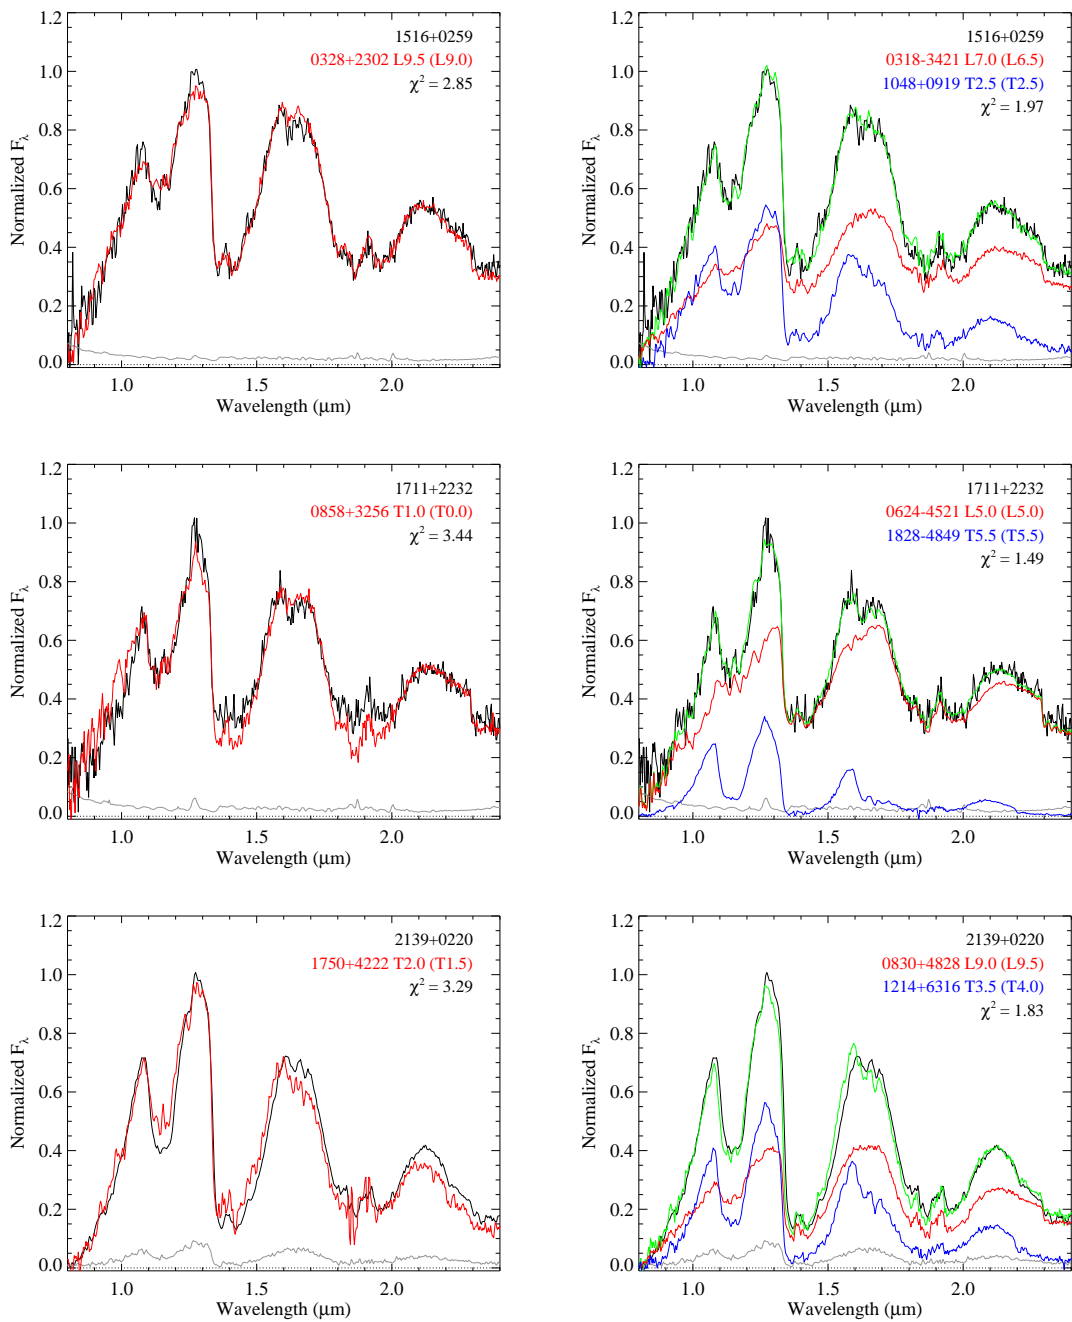 1516+0259
0328+2302 L9.5 (L9.0)
χ² = 2.85
Normalized Fλ
1.2
1.0
0.8
0.6
0.4
0.2
0.0
1.0 1.5 2.0
Wavelength (μm)
1516+0259
0318-3421 L7.0 (L6.5)
1048+0919 T2.5 (T2.5)
χ² = 1.97
Normalized Fλ
1.2
1.0
0.8
0.6
0.4
0.2
0.0
1.0 1.5 2.0
Wavelength (μm)
1711+2232
0858+3256 T1.0 (T0.0)
χ² = 3.44
Normalized Fλ
1.2
1.0
0.8
0.6
0.4
0.2
0.0
1.0 1.5 2.0
Wavelength (μm)
1711+2232
0624-4521 L5.0 (L5.0)
1828-4849 T5.5 (T5.5)
χ² = 1.49
Normalized Fλ
1.2
1.0
0.8
0.6
0.4
0.2
0.0
1.0 1.5 2.0
Wavelength (μm)
2139+0220
1750+4222 T2.0 (T1.5)
χ² = 3.29
Normalized Fλ
1.2
1.0
0.8
0.6
0.4
0.2
0.0
1.0 1.5 2.0
Wavelength (μm)
2139+0220
0830+4828 L9.0 (L9.5)
1214+6316 T3.5 (T4.0)
χ² = 1.83
Normalized Fλ
1.2
1.0
0.8
0.6
0.4
0.2
0.0
1.0 1.5 2.0
Wavelength (μm)